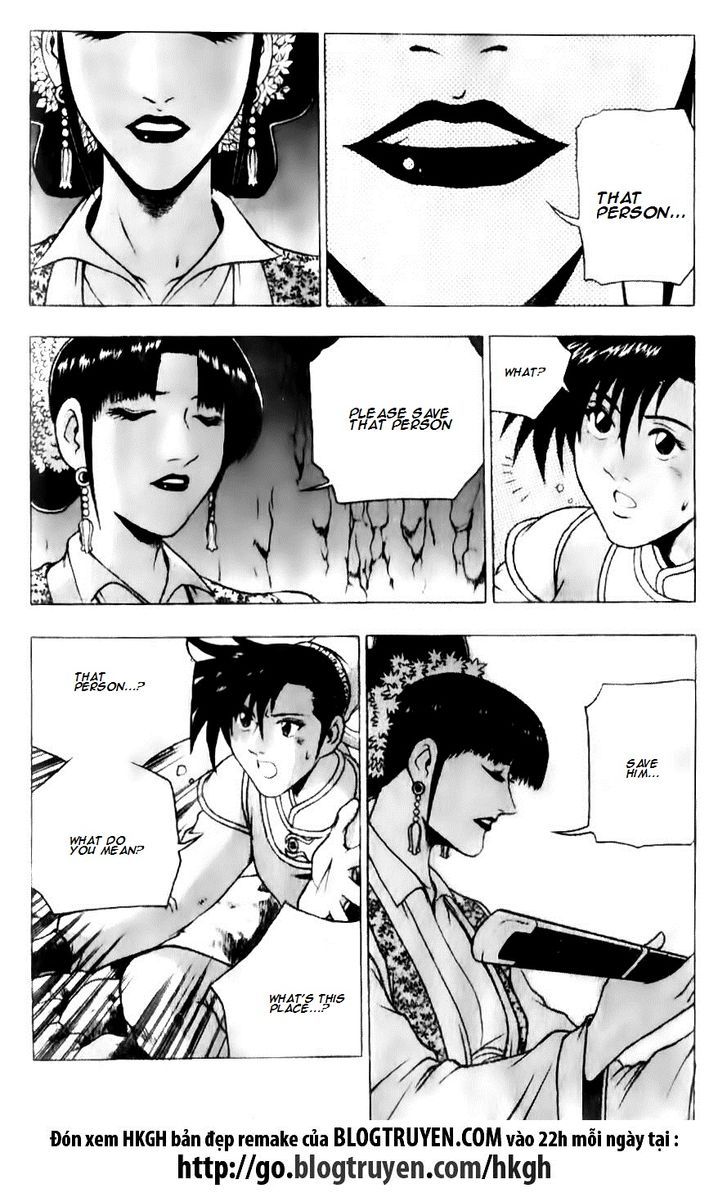 THAT
PERSON...
PLEASE SAVE
THAT PERSON
WHAT?
THAT
PERSON...?
WHAT DO
YOU MEAN?
WHAT'S THIS
PLACE...?
SAVE
HIM...
Đón xem HKGH bản đẹp remake của BLOGTRUYEN.COM vào 22h mỗi ngày tại :
http://go.blogtruyen.com/hkgh